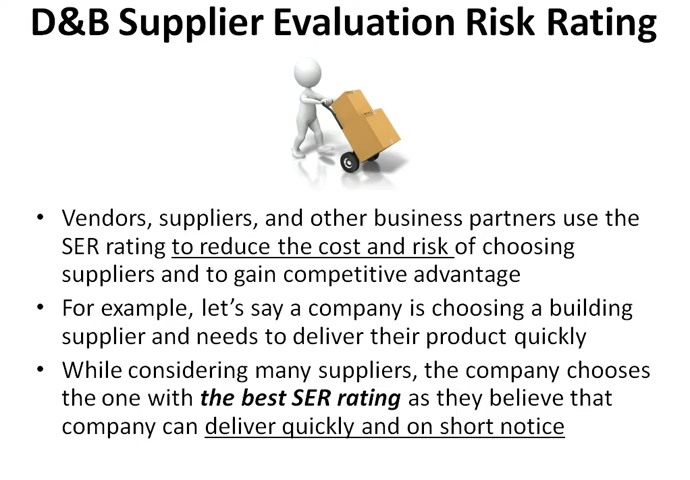 D&B Supplier Evaluation Risk Rating
• Vendors, suppliers, and other business partners use the
SER rating to reduce the cost and risk of choosing
suppliers and to gain competitive advantage
• For example, let’s say a company is choosing a building
supplier and needs to deliver their product quickly
• While considering many suppliers, the company chooses
the one with the best SER rating as they believe that
company can deliver quickly and on short notice